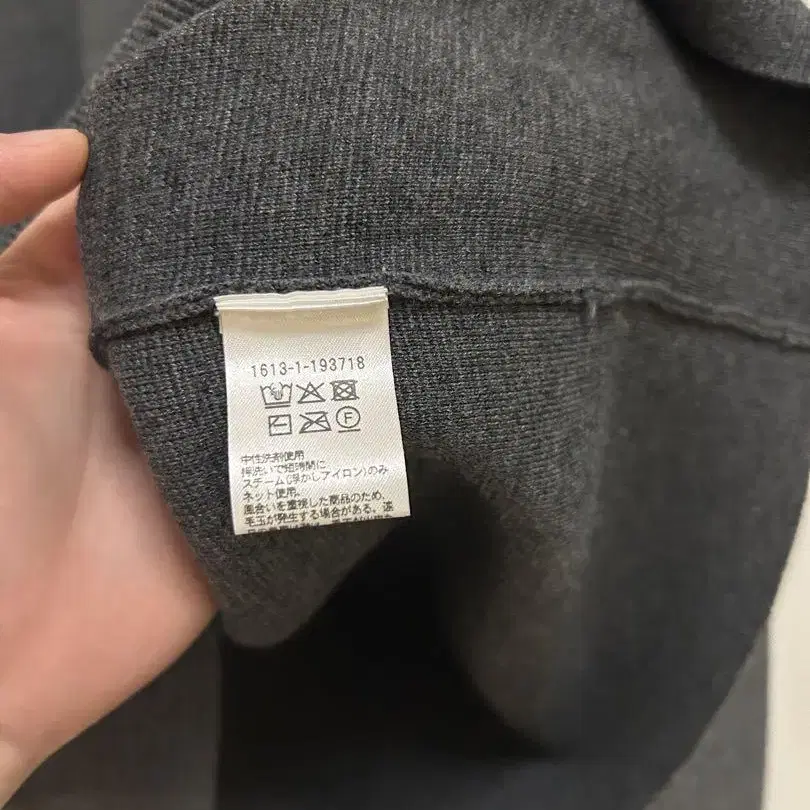 1613-1-193718
F
中性洗剤使用
押洗いで短時間に
スチーム(浮かしアイロン)のみ
ネット使用。
風合いを重視した商品のため、
毛玉が発生する場合がある。